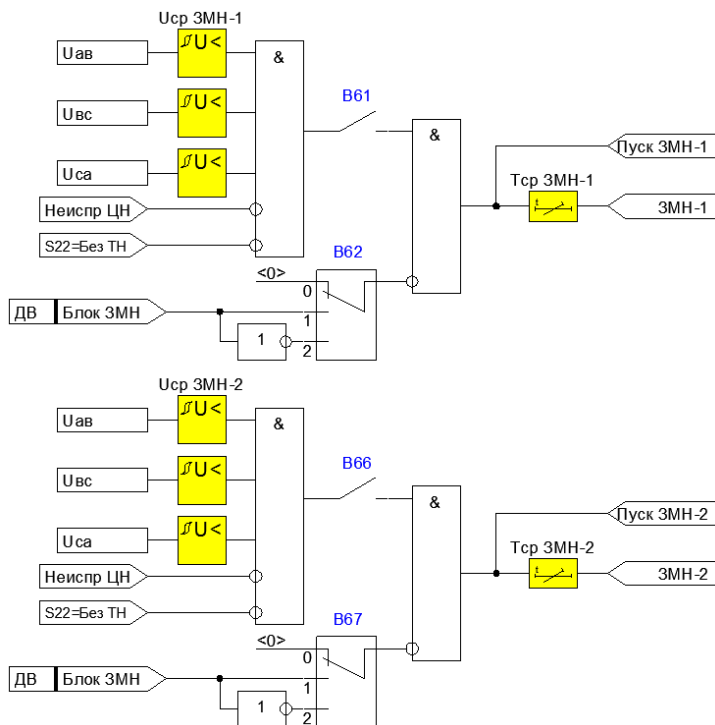 Uср ЗМН-1
Uав
U<
&
B61
Uвс
U<
&
Uса
U<
Пуск ЗМН-1
Tср ЗМН-1
t
ЗМН-1
Неиспр ЦН
S22=Без ТН
B62
<0>
0
ДВ
Блок ЗМН
1
1
2
Uср ЗМН-2
Uав
U<
&
B66
Uвс
U<
&
Uса
U<
Пуск ЗМН-2
Tср ЗМН-2
t
ЗМН-2
Неиспр ЦН
S22=Без ТН
B67
<0>
0
ДВ
Блок ЗМН
1
1
2